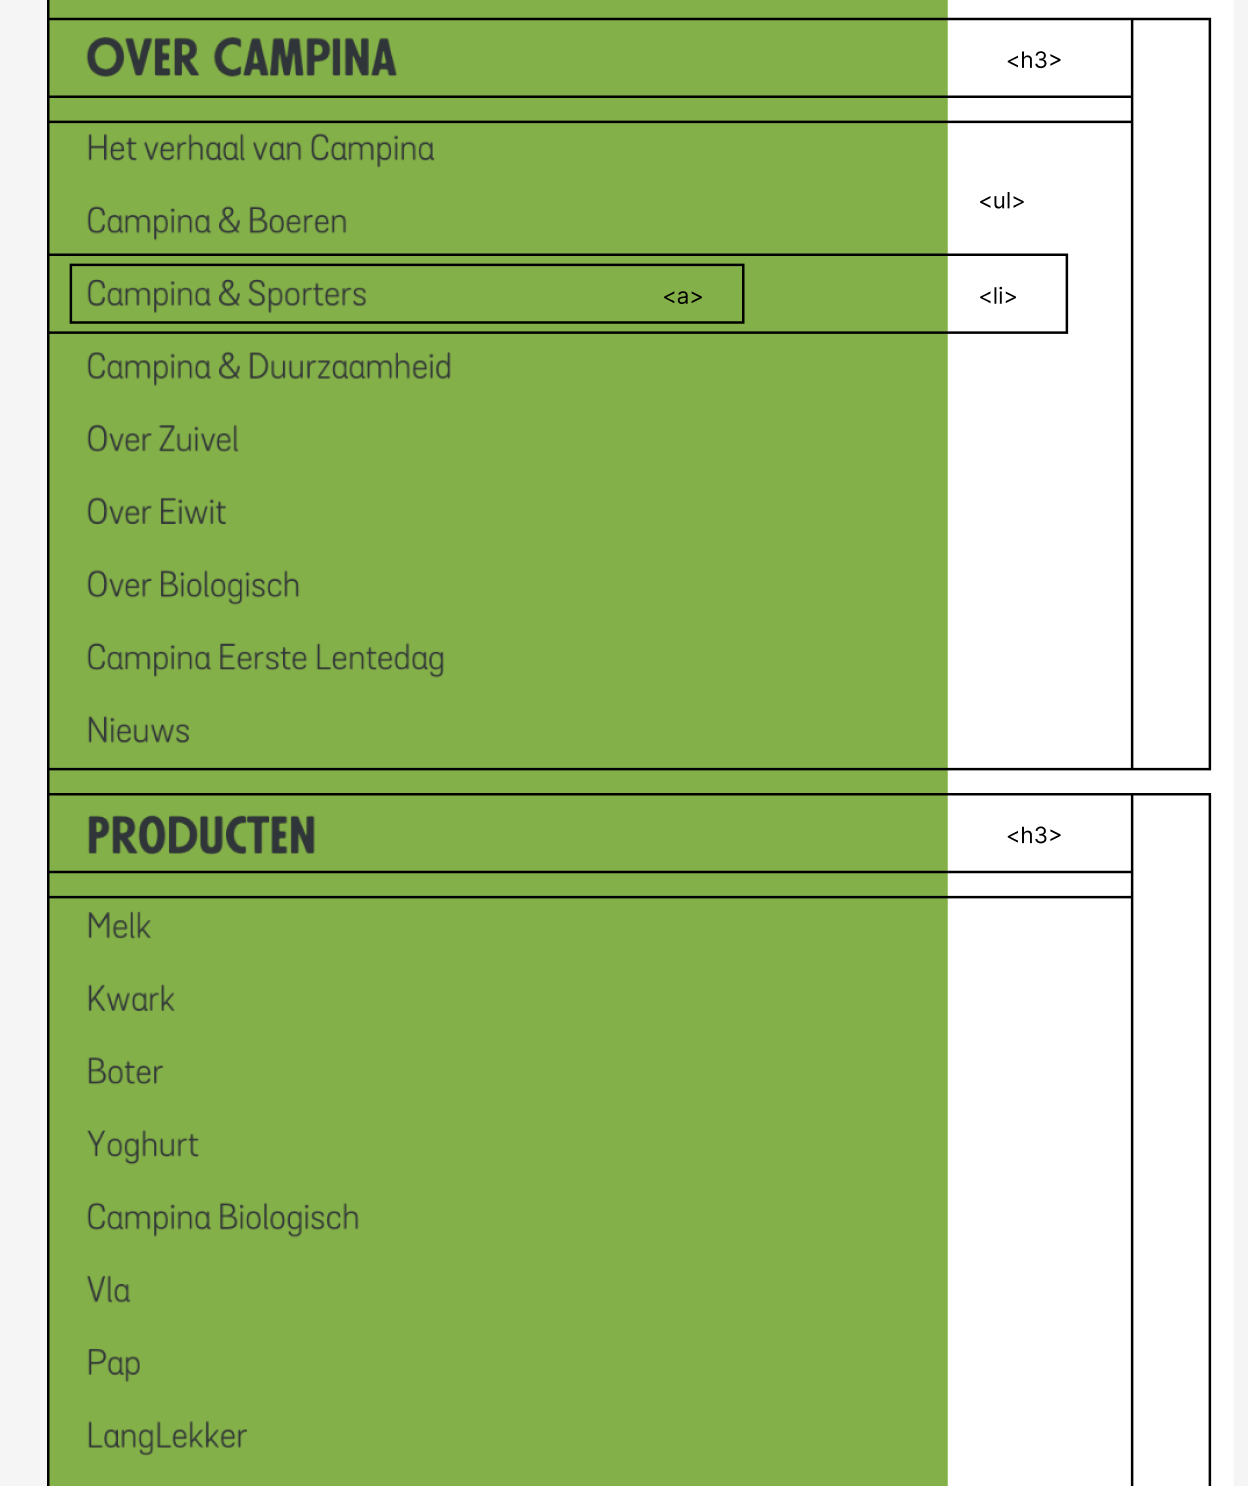 OVER CAMPINA <h3>
Het verhaal van Campina
<ul>
Campina & Boeren
Campina & Sporters <a> <li>
Campina & Duurzaamheid
Over Zuivel
Over Eiwit
Over Biologisch
Campina Eerste Lentedag
Nieuws
PRODUCTEN <h3>
Melk
Kwark
Boter
Yoghurt
Campina Biologisch
Vla
Pap
LangLekker